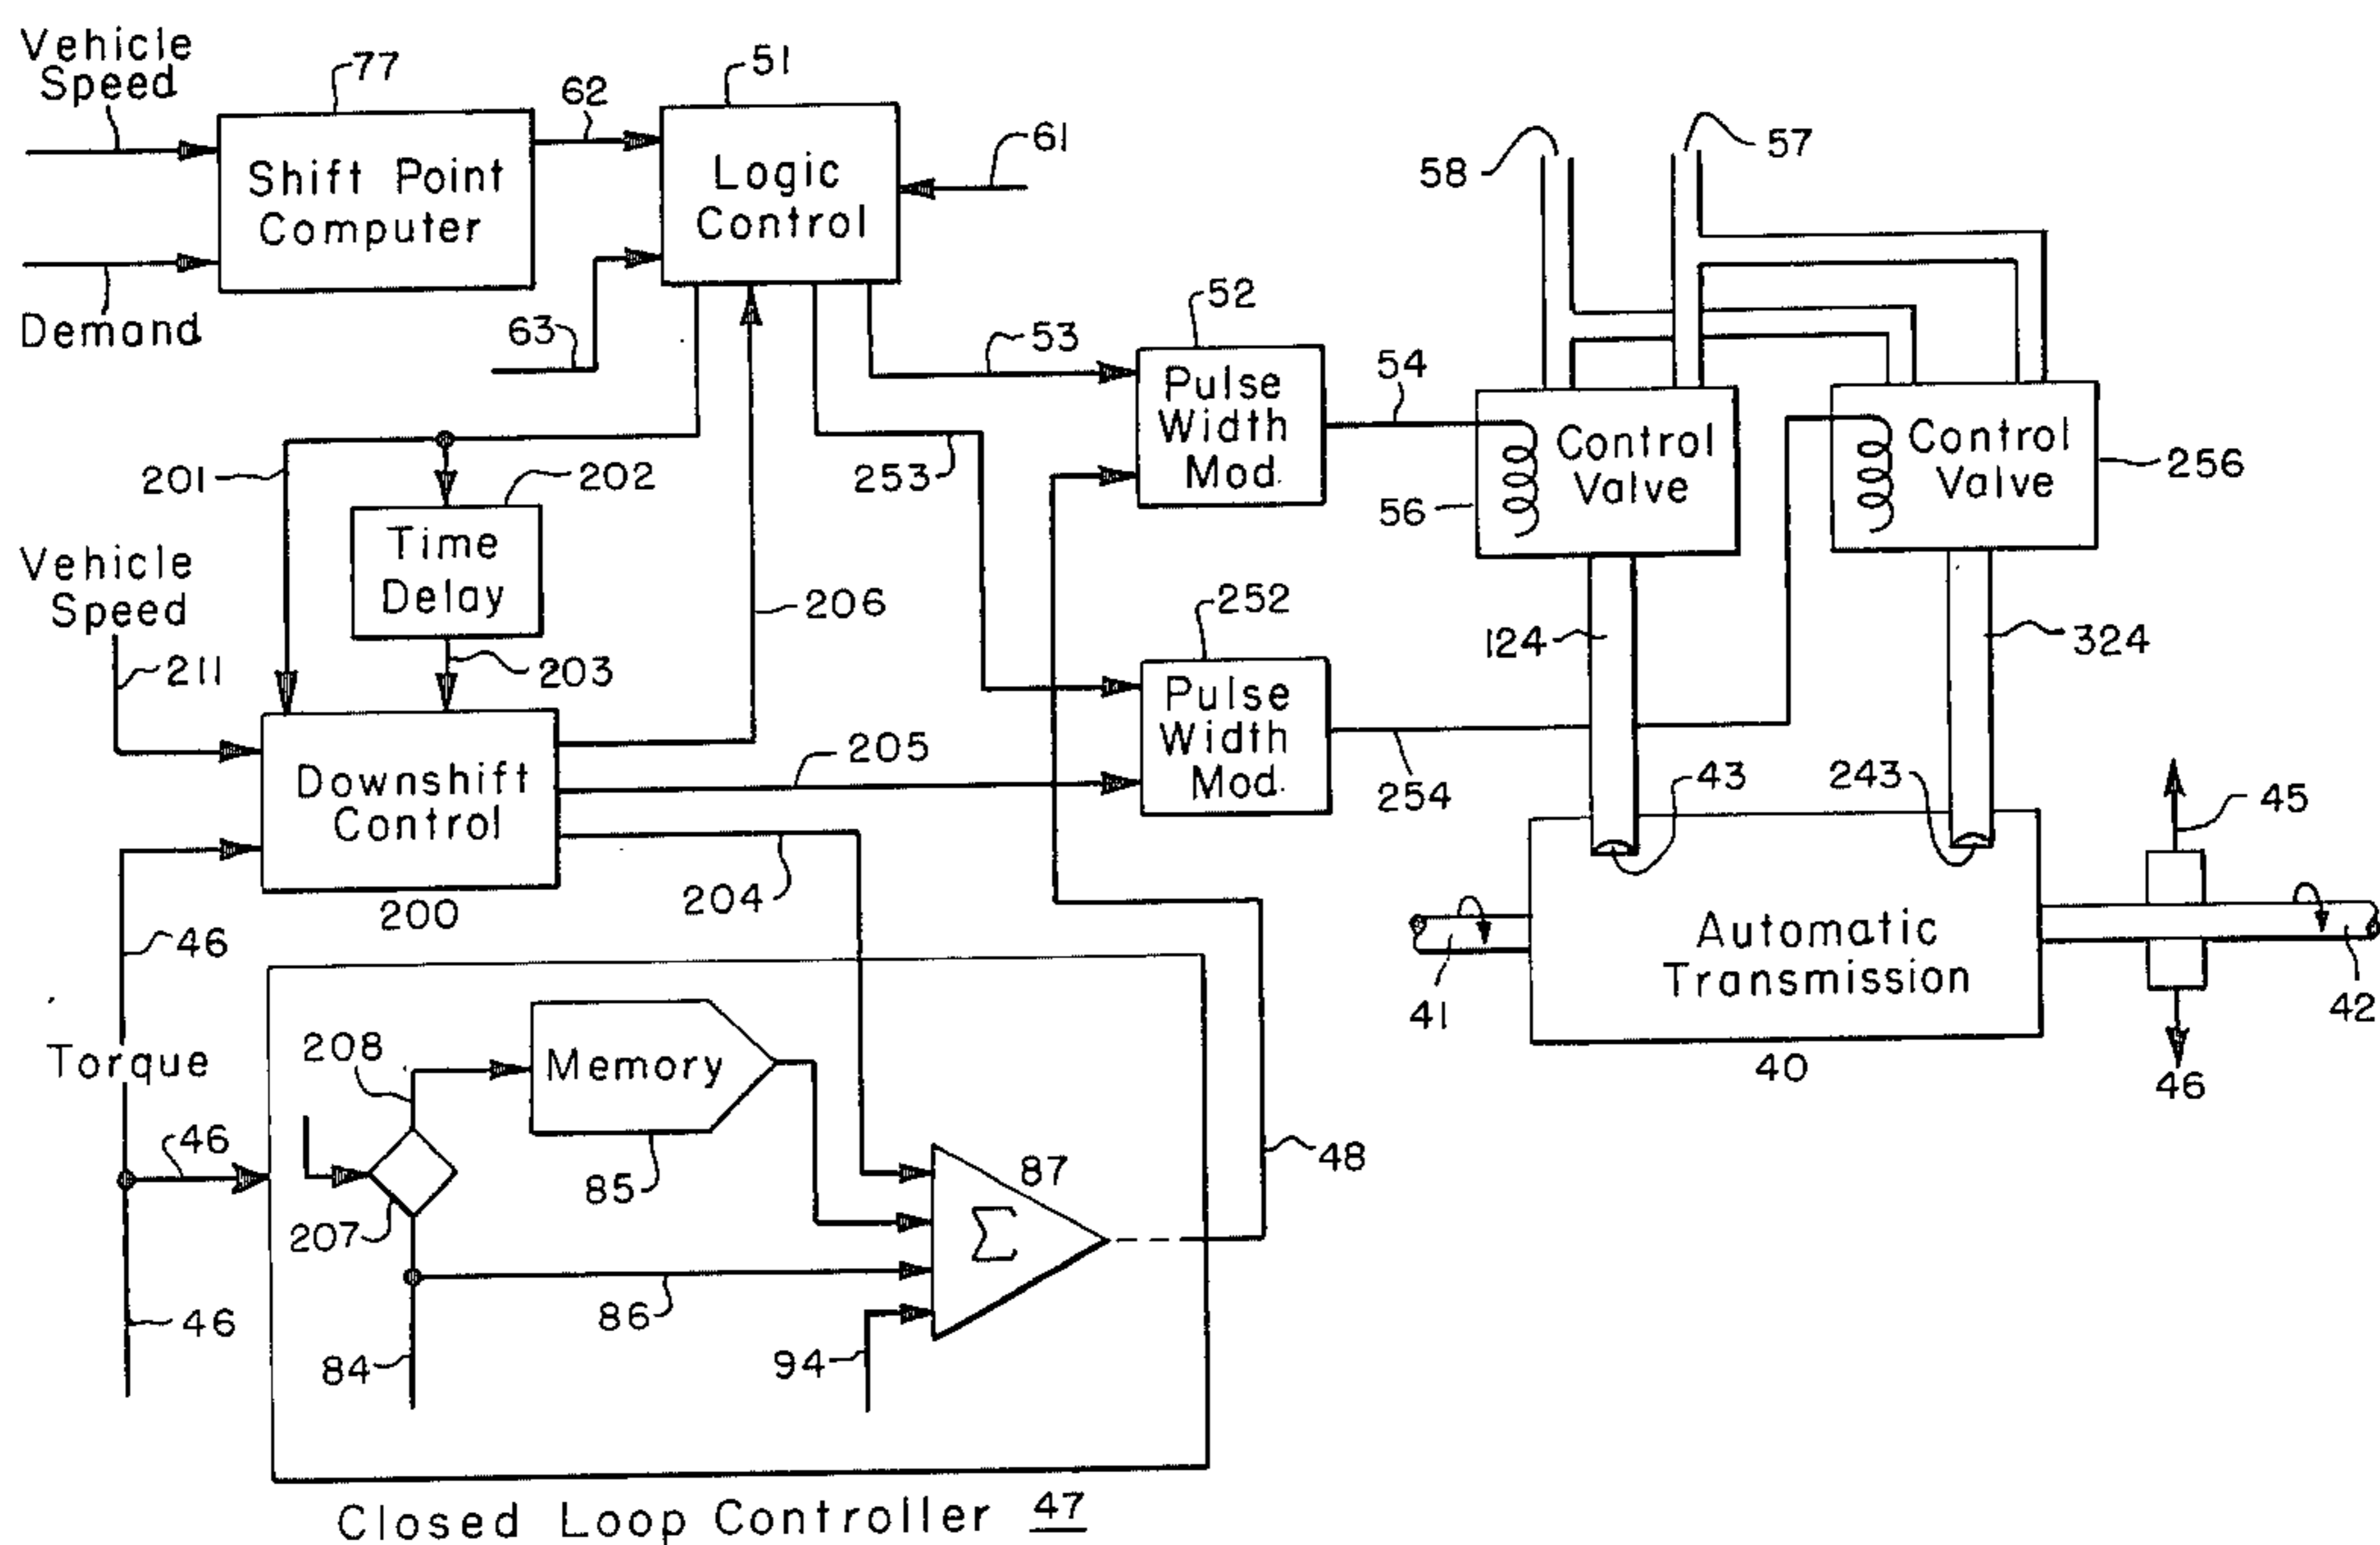 Vehicle
Speed
77
62
51
61
Shift Point
Computer
Logic
Control
58
57
Demand
63
52
53
54
Pulse
Width
Mod.
Control
Valve
Control
Valve
256
56
201
202
253
Time
Delay
Vehicle
Speed
211
203
206
252
124
324
Pulse
Width
Mod.
205
254
43
243
45
Downshift
Control
200
204
46
Automatic
Transmission
41
42
40
46
Torque
208
Memory
46
85
87
Σ
48
207
86
46
84
94
Closed Loop Controller 47